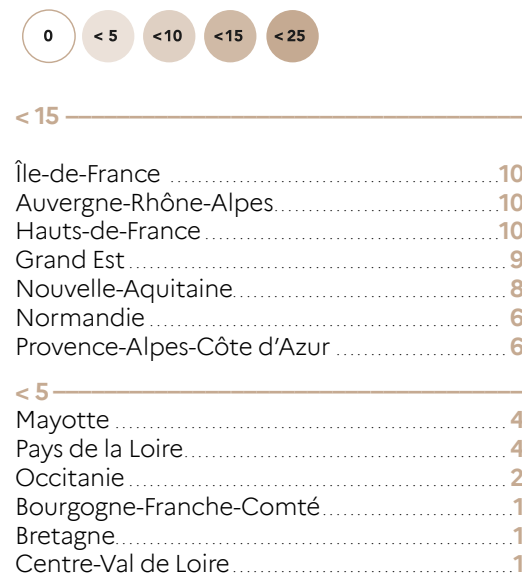 0 < 5 <10 <15 <25
< 15
Île-de-France 10
Auvergne-Rhône-Alpes 10
Hauts-de-France 10
Grand Est 9
Nouvelle-Aquitaine 8
Normandie 6
Provence-Alpes-Côte d’Azur 6
< 5
Mayotte 4
Pays de la Loire 4
Occitanie 2
Bourgogne-Franche-Comté 1
Bretagne 1
Centre-Val de Loire 1